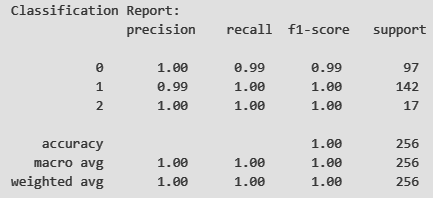 Classification Report:
precision recall f1-score support
0 1.00 0.99 0.99 97
1 0.99 1.00 1.00 142
2 1.00 1.00 1.00 17
accuracy 1.00 256
macro avg 1.00 1.00 1.00 256
weighted avg 1.00 1.00 1.00 256